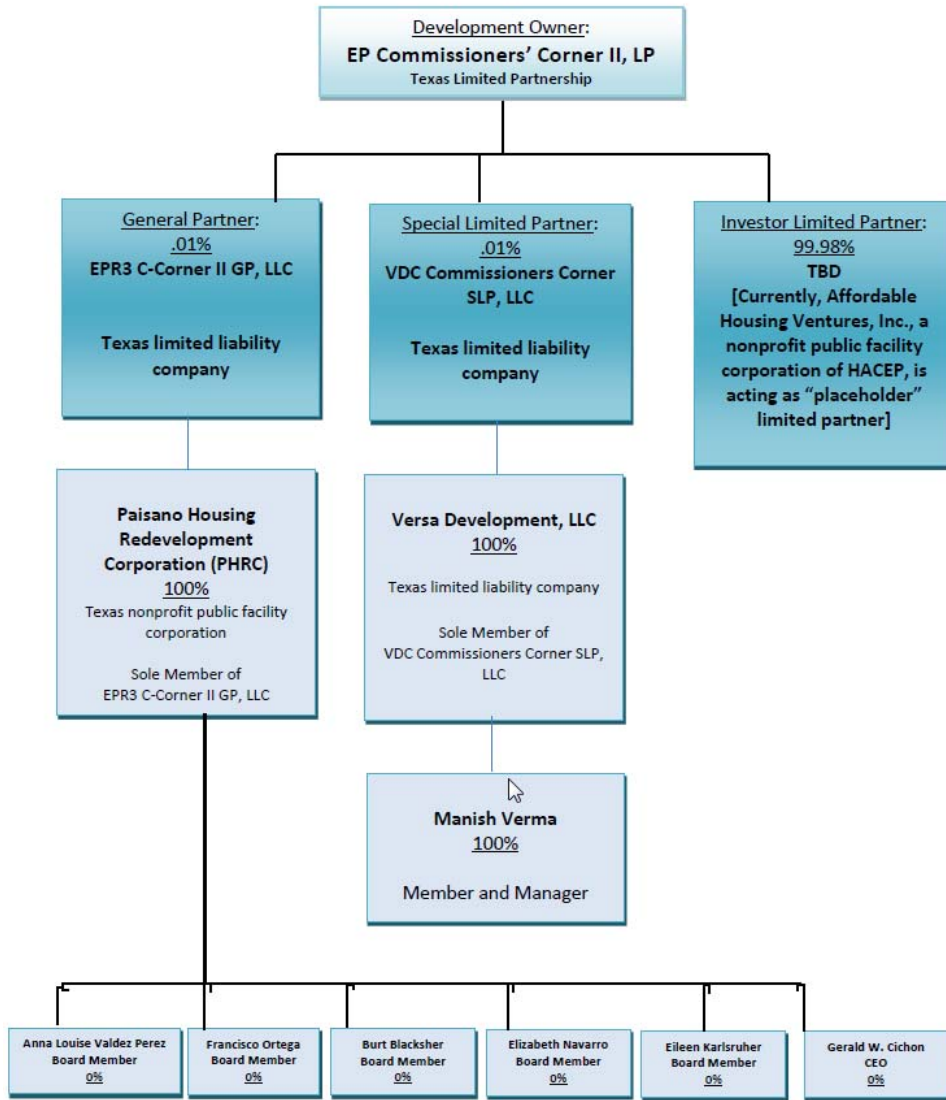 Development Owner:
EP Commissioners’ Corner II, LP
Texas Limited Partnership
General Partner:
.01%
EPR3 C-Corner II GP, LLC
Texas limited liability
company
Special Limited Partner:
.01%
VDC Commissioners Corner
SLP, LLC
Texas limited liability
company
Investor Limited Partner:
99.98%
TBD
[Currently, Affordable
Housing Ventures, Inc., a
nonprofit public facility
corporation of HACEP, is
acting as “placeholder”
limited partner]
Paisano Housing
Redevelopment
Corporation (PHRC)
100%
Texas nonprofit public facility
corporation
Sole Member of
EPR3 C-Corner II GP, LLC
Versa Development, LLC
100%
Texas limited liability company
Sole Member of
VDC Commissioners Corner SLP,
LLC
Manish Verma
100%
Member and Manager
Anna Louise Valdez Perez
Board Member
0%
Francisco Ortega
Board Member
0%
Burt Blacksher
Board Member
0%
Elizabeth Navarro
Board Member
0%
Eileen Karlsruher
Board Member
0%
Gerald W. Cichon
CEO
0%